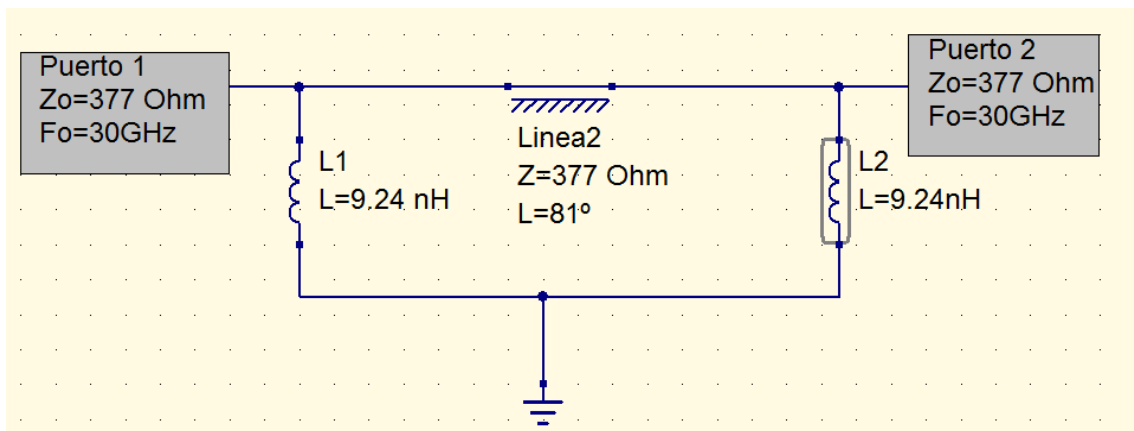 Puerto 1
Zo=377 Ohm
Fo=30GHz
Puerto 2
Zo=377 Ohm
Fo=30GHz
L1
L=9.24 nH
Linea2
Z=377 Ohm
L=81º
L2
L=9.24nH